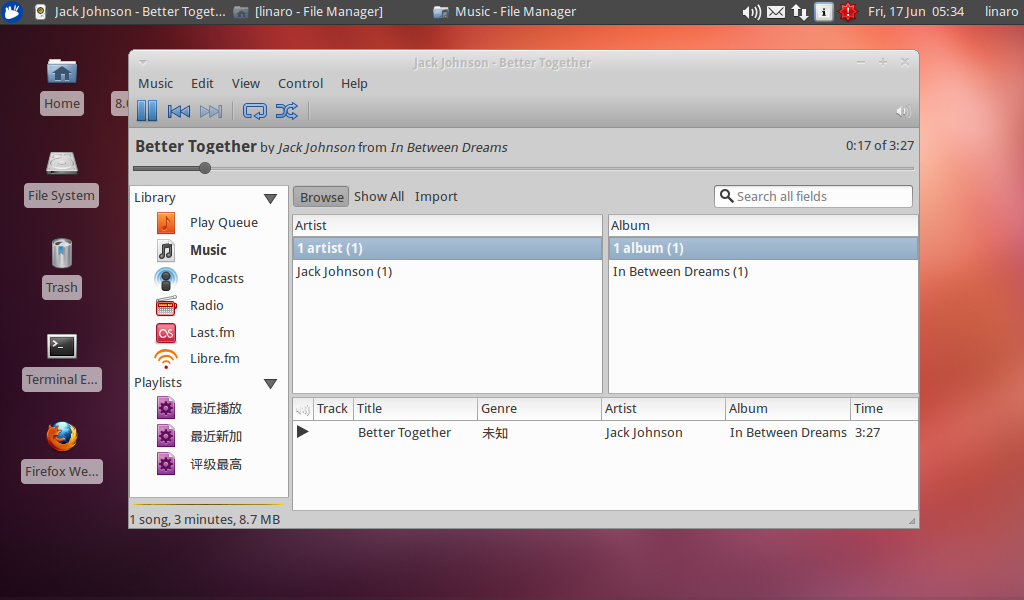 Jack Johnson - Better Toget... [linaro - File Manager] Music - File Manager Fri, 17 Jun 05:34 linaro
Home
8.
File System
Trash
Terminal E...
Firefox We...
Jack Johnson - Better Together
Music Edit View Control Help
Better Together by Jack Johnson from In Between Dreams 0:17 of 3:27
Library
Play Queue
Music
Podcasts
Radio
Last.fm
Libre.fm
Playlists
最近播放
最近新加
评级最高
Browse Show All Import Search all fields
Artist Album
1 artist (1) 1 album (1)
Jack Johnson (1) In Between Dreams (1)
Track Title Genre Artist Album Time
Better Together 未知 Jack Johnson In Between Dreams 3:27
1 song, 3 minutes, 8.7 MB